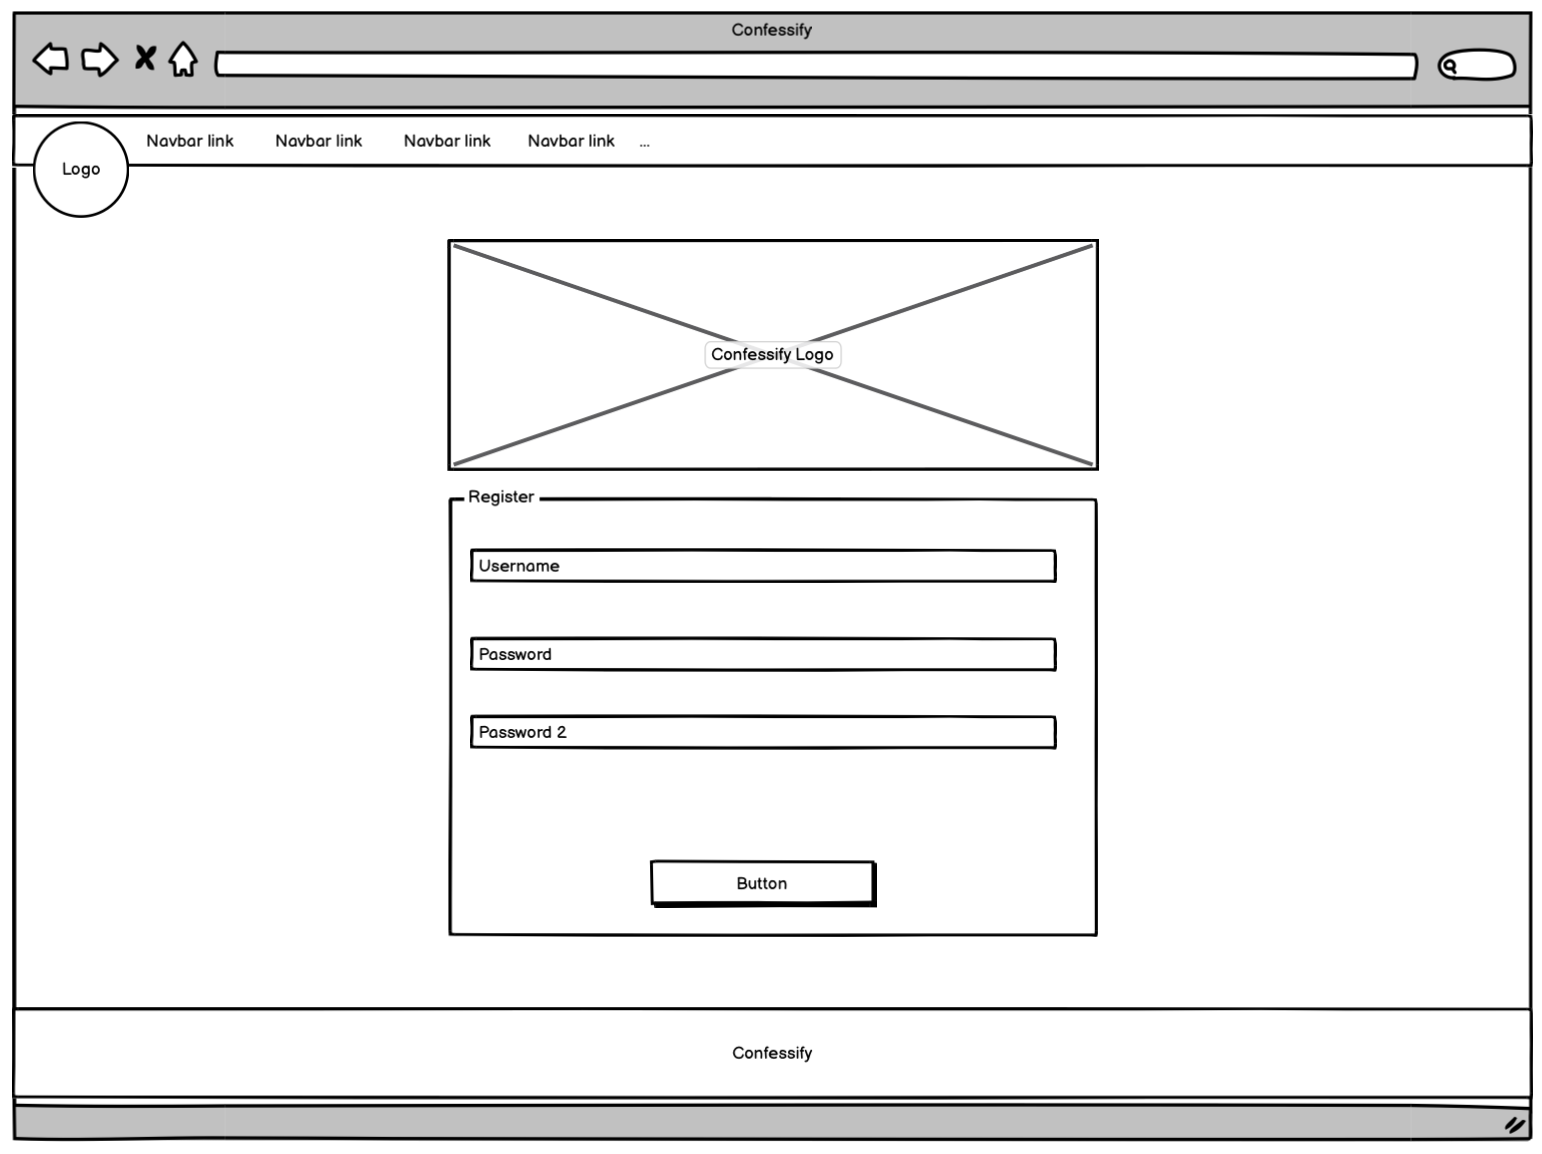 Confessify
Navbar link Navbar link Navbar link Navbar link ...
Logo
Confessify Logo
Register
Username
Password
Password 2
Button
Confessify